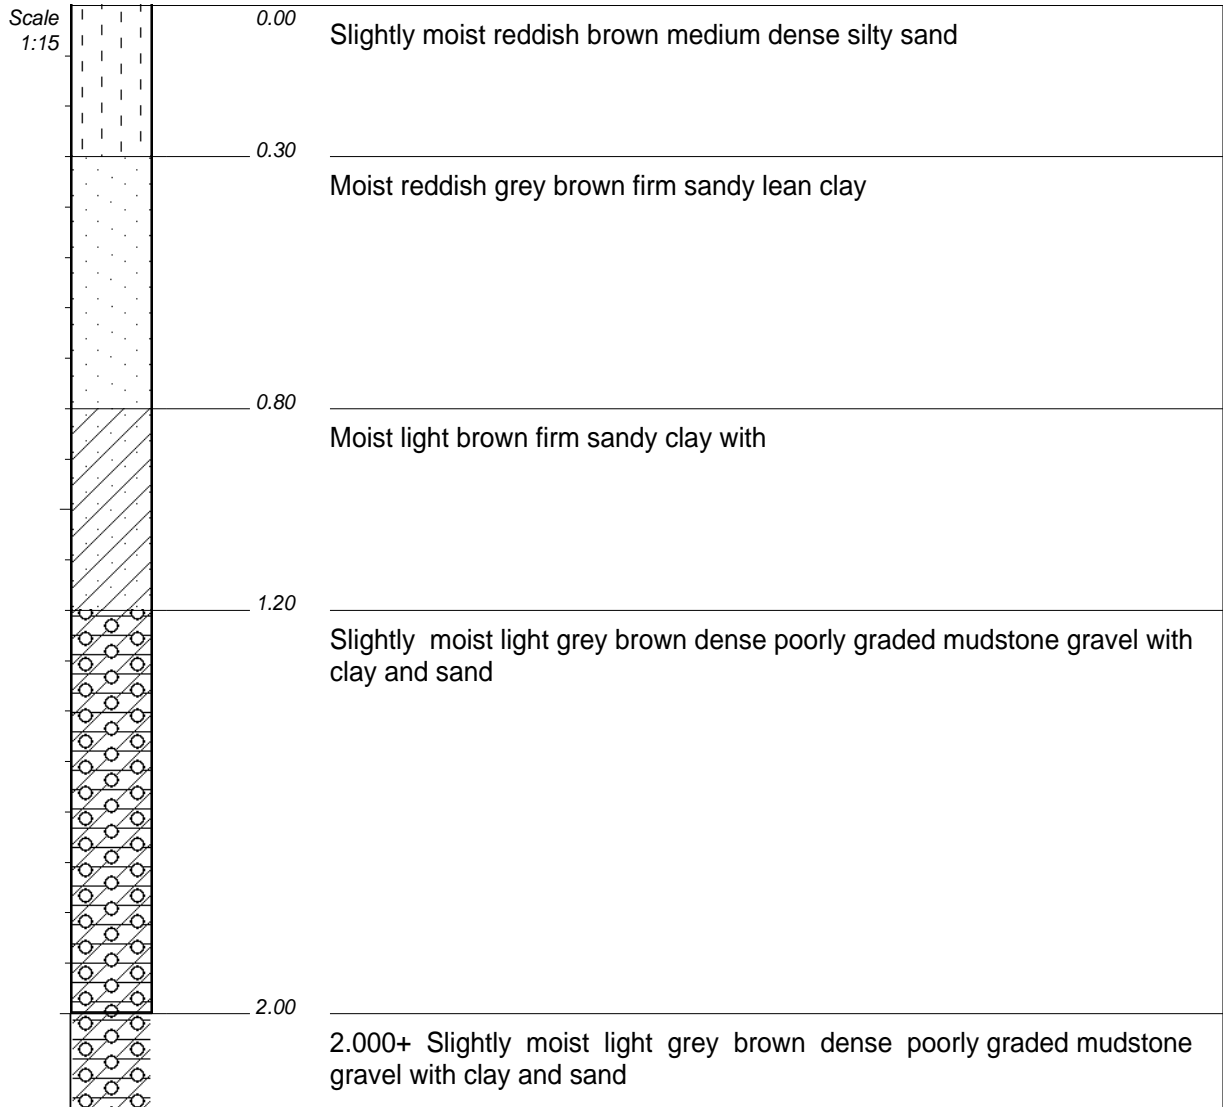 Scale
1:15
0.00
Slightly moist reddish brown medium dense silty sand
0.30
Moist reddish grey brown firm sandy lean clay
0.80
Moist light brown firm sandy clay with
1.20
Slightly moist light grey brown dense poorly graded mudstone gravel with
clay and sand
2.00
2.000+ Slightly moist light grey brown dense poorly graded mudstone
gravel with clay and sand